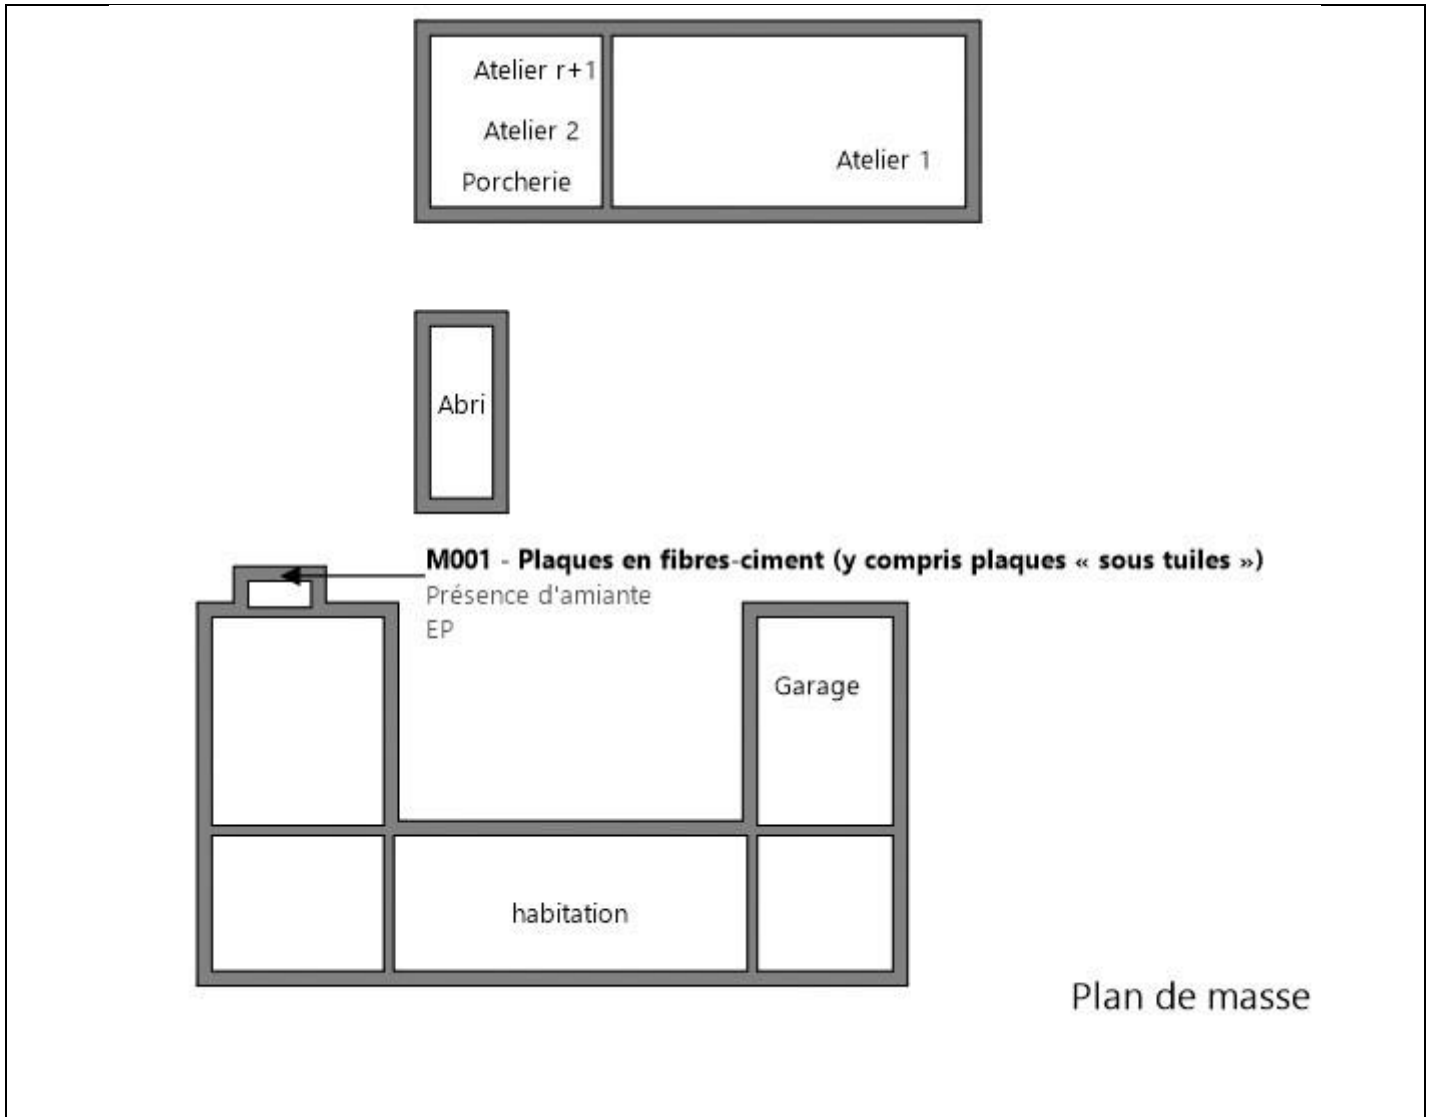 Atelier r+1
Atelier 2
Porcherie
Atelier 1
Abri
M001 - Plaques en fibres-ciment (y compris plaques « sous tuiles »)
Présence d'amiante
EP
Garage
habitation
Plan de masse